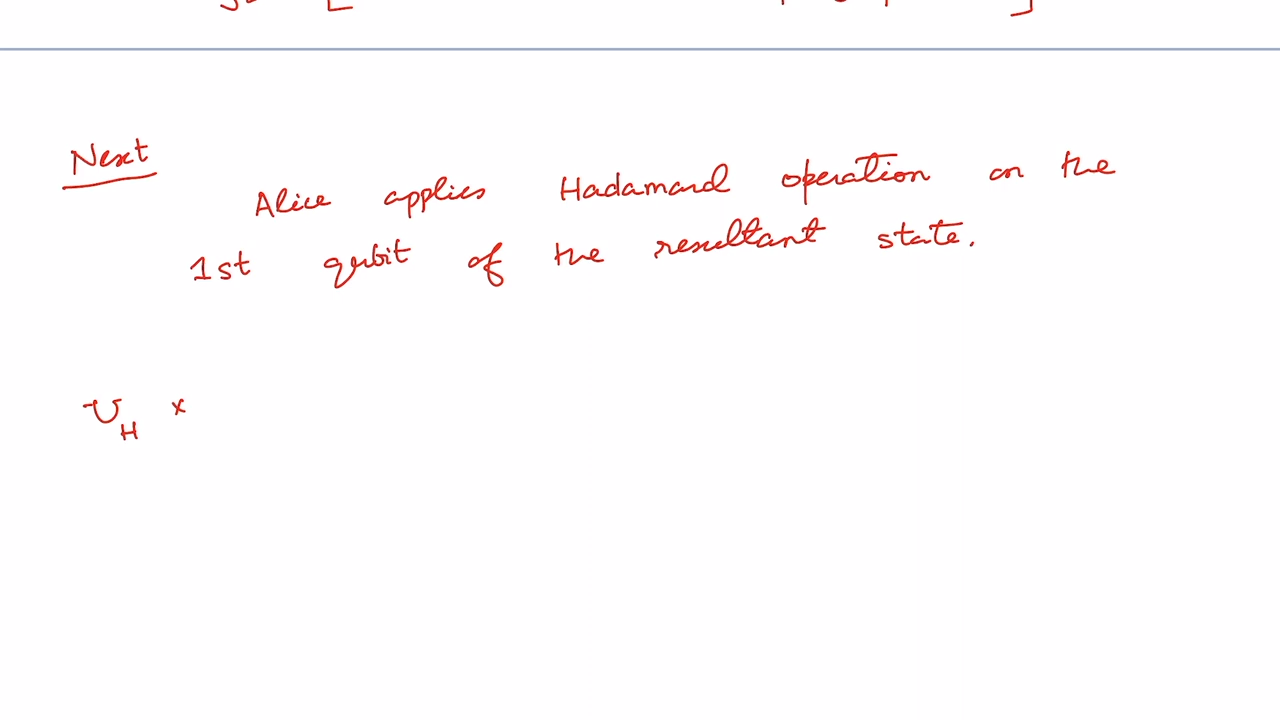 Next
Alice applies Hadamard operation on the
1st qubit of the resultant state.
U_H ×